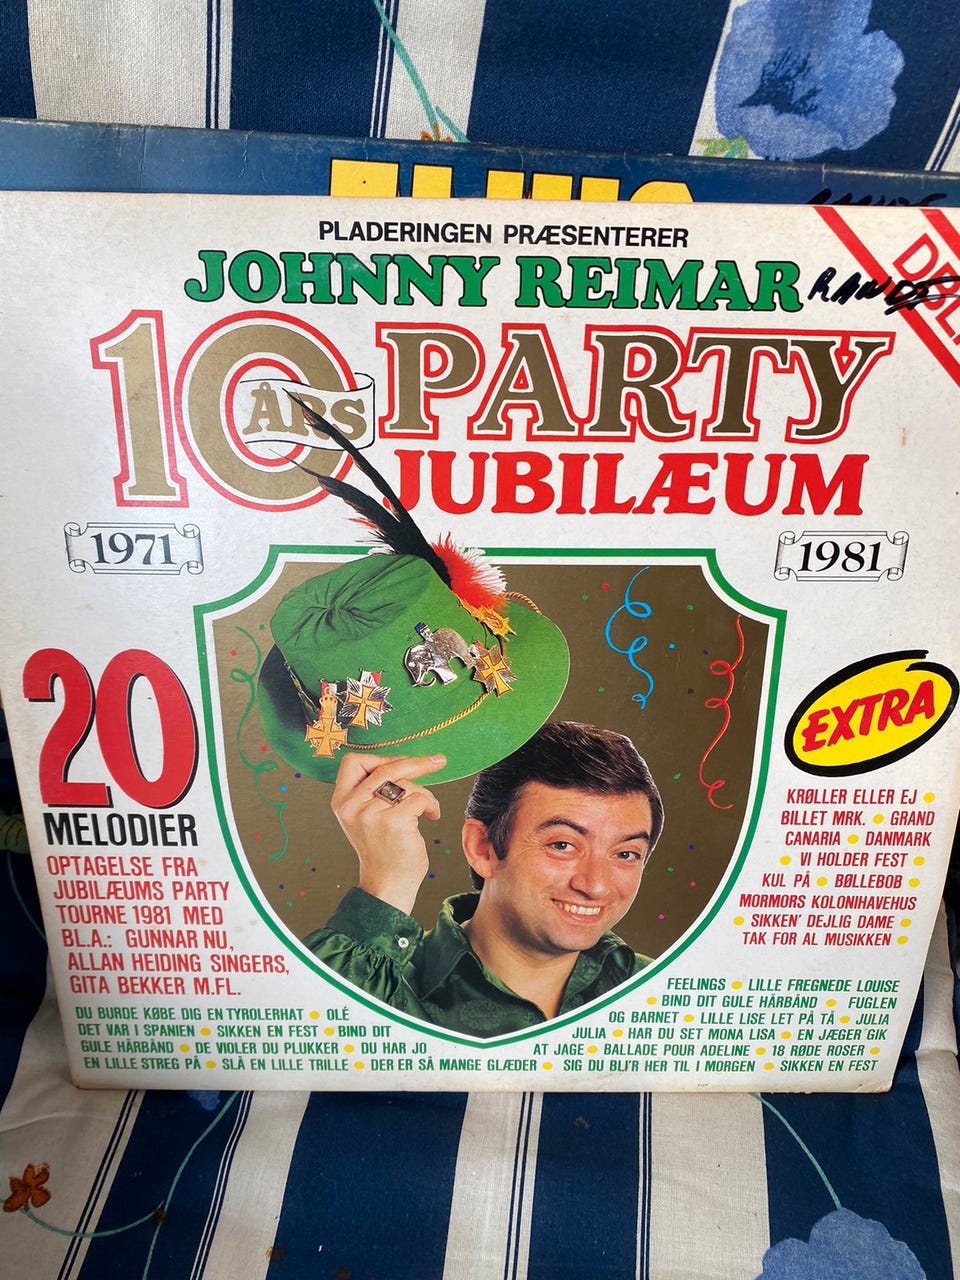 PLADERINGEN PRÆSENTERER
JOHNNY REIMAR
10 ÅRS PARTY
JUBILÆUM
1971
1981
20
MELODIER
OPTAGELSE FRA
JUBILÆUMS PARTY
TOURNE 1981 MED
BL.A.: GUNNAR NU,
ALLAN HEIDING SINGERS,
GITA BEKKER M.FL.
EXTRA
KRØLLER ELLER EJ
BILLET MRK. GRAND
CANARIA DANMARK
VI HOLDER FEST
KUL PÅ BØLLEBOB
MORMORS KOLONIHAVEHUS
SIKKEN' DEJLIG DAME
TAK FOR AL MUSIKKEN
DU BURDE KØBE DIG EN TYROLERHAT OLÉ
DET VAR I SPANIEN SIKKEN EN FEST BIND DIT
GULE HÅRBÅND DE VIOLER DU PLUKKER DU HAR JO
EN LILLE STREG PÅ SLÅ EN LILLE TRILLE DER ER SÅ MANGE GLÆDER
FEELINGS LILLE FREGNEDE LOUISE
BIND DIT GULE HÅRBÅND FUGLEN
OG BARNET LILLE LISE LET PÅ TÅ JULIA
JULIA HAR DU SET MONA LISA EN JÆGER GIK
AT JAGE BALLADE POUR ADELINE 18 RØDE ROSER
SIG DU BLI'R HER TIL I MORGEN SIKKEN EN FEST